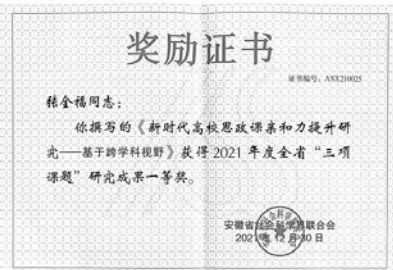 奖励证书
证书编号：ASX210025
张全福同志：
你撰写的《新时代高校思政课亲和力提升研
究——基于跨学科视野》获得2021年度全省“三项
课题”研究成果一等奖。
安徽省社会科学界联合会
2021年12月30日